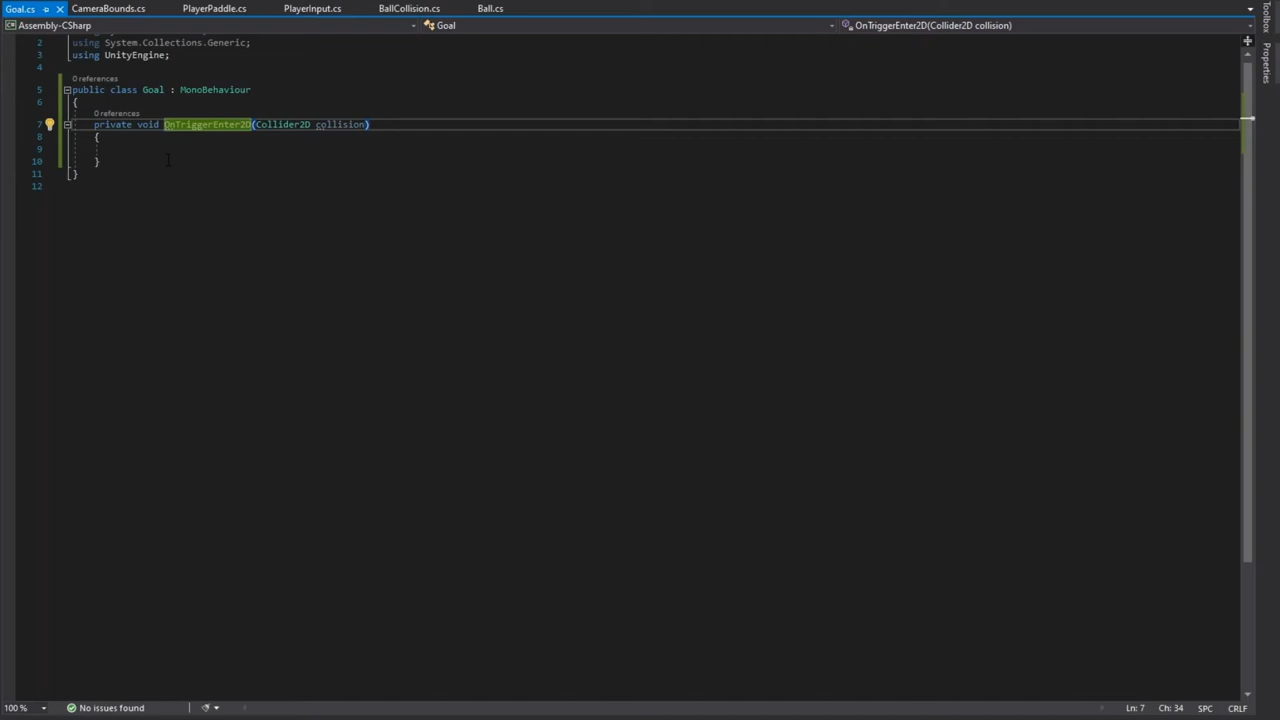 Goal.cs CameraBounds.cs PlayerPaddle.cs PlayerInput.cs BallCollision.cs Ball.cs
Assembly-CSharp Goal OnTriggerEnter2D(Collider2D collision)
Toolbox
Properties
2 using System.Collections.Generic;
3 using UnityEngine;
4
0 references
5 public class Goal : MonoBehaviour
6 {
0 references
7 private void OnTriggerEnter2D(Collider2D collision)
8 {
9
10 }
11 }
12
100 % No issues found Ln: 7 Ch: 34 SPC CRLF